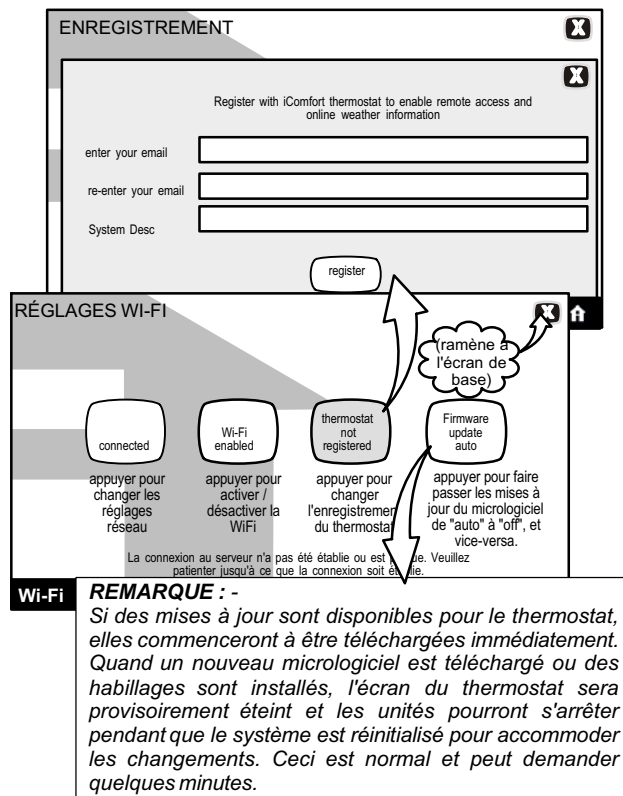 ENREGISTREMENT
X
X
Register with iComfort thermostat to enable remote access and
online weather information
enter your email
re-enter your email
System Desc
register
RÉGLAGES WI-FI
X
(ramène à
l'écran de
base)
connected
Wi-Fi
enabled
thermostat
not
registered
Firmware
update
auto
appuyer pour
changer les
réglages
réseau
appuyer pour
activer /
désactiver la
WiFi
appuyer pour
changer
l'enregistrement
du thermostat
appuyer pour faire
passer les mises à
jour du micrologiciel
de "auto" à "off", et
vice-versa.
La connexion au serveur n'a pas été établie ou est . Veuillez
patienter jusqu'à ce que la connexion soit établie.
Wi-Fi
REMARQUE : -
Si des mises à jour sont disponibles pour le thermostat,
elles commenceront à être téléchargées immédiatement.
Quand un nouveau micrologiciel est téléchargé ou des
habillages sont installés, l'écran du thermostat sera
provisoirement éteint et les unités pourront s'arrêter
pendant que le système est réinitialisé pour accommoder
les changements. Ceci est normal et peut demander
quelques minutes.